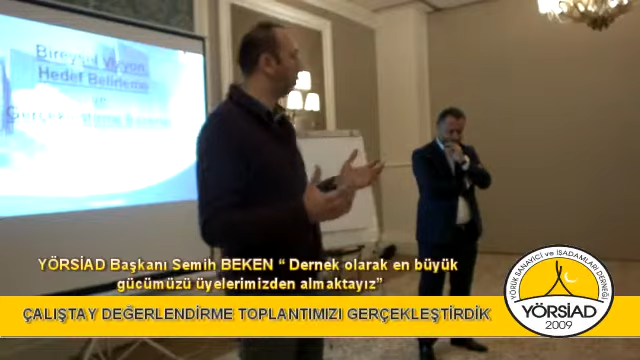 Bireysel Vizyon,
Hedef Belirleme
ve
YÖRSİAD Başkanı Semih BEKEN “ Dernek olarak en büyük
gücümüzü üyelerimizden almaktayız”
ÇALIŞTAY DEĞERLENDİRME TOPLANTIMIZI GERÇEKLEŞTİRDİK
YÖRÜK SANAYİCİ ve İŞADAMLARI DERNEĞİ
YÖRSİAD
2009